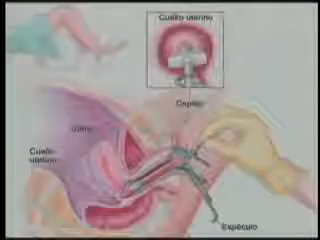 Cuello uterino
Cepillo
Útero
Cuello
uterino
Espéculo